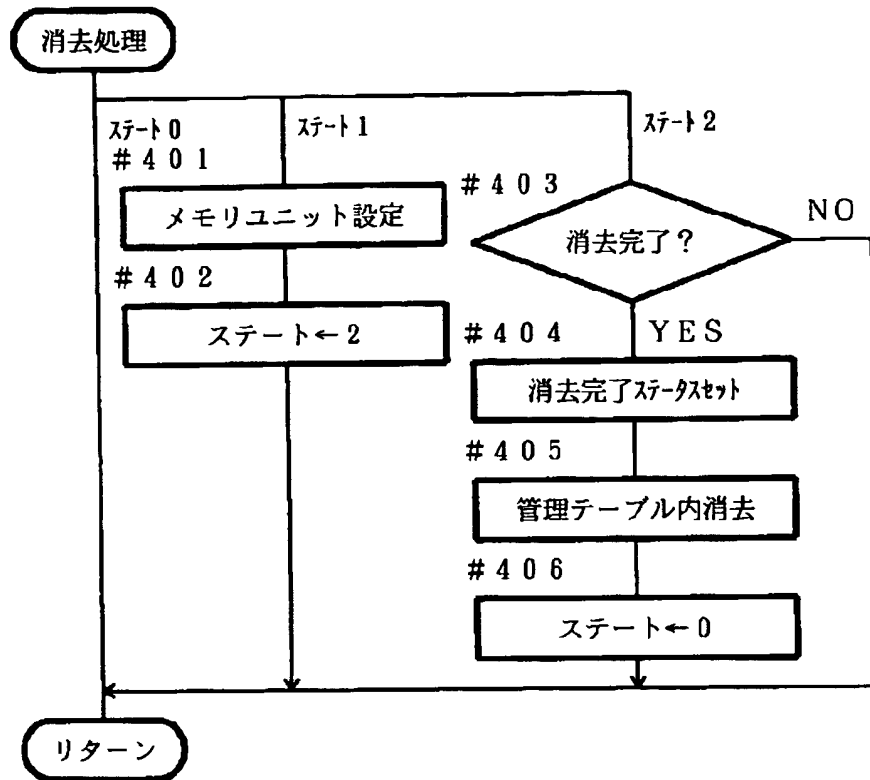 消去処理
ステート0
ステート1
ステート2
#401
メモリユニット設定
#402
ステート←2
#403
消去完了?
NO
YES
#404
消去完了ステータスセット
#405
管理テーブル内消去
#406
ステート←0
リターン